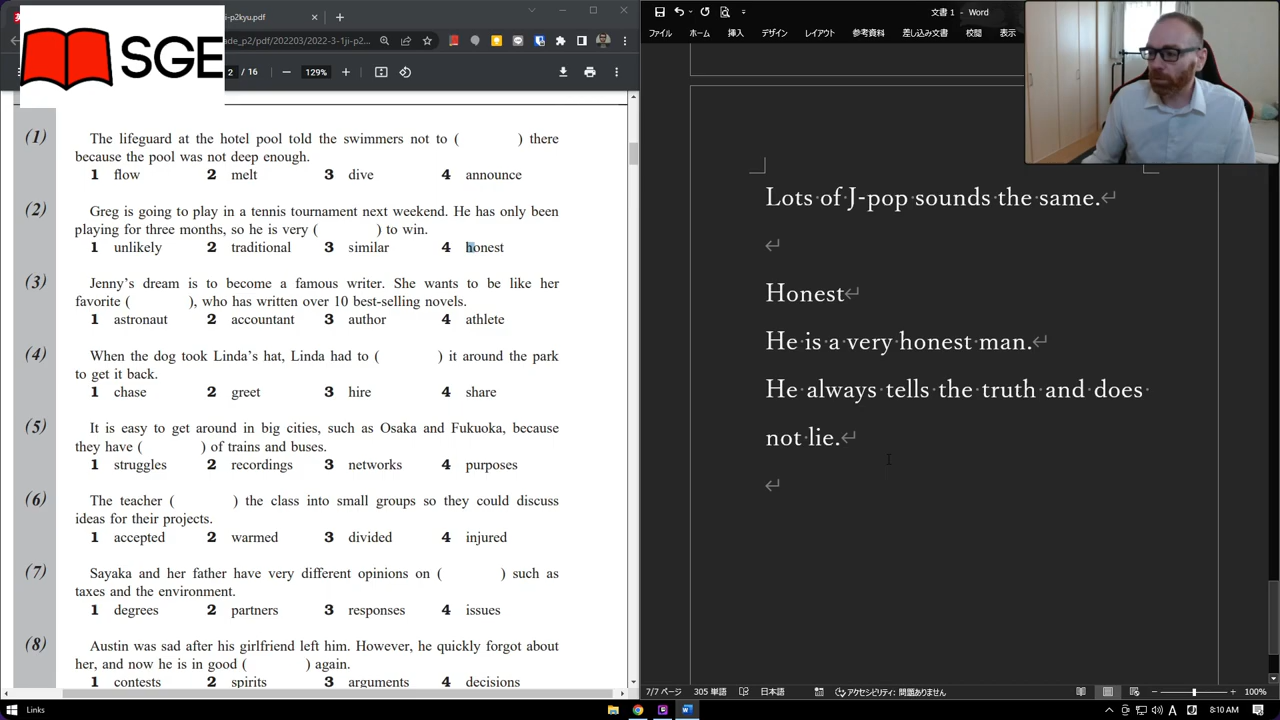 i-p2kyu.pdf
ade_p2/pdf/202203/2022-3-1ji-p2...
SGE
2 / 16
129%
(1) The lifeguard at the hotel pool told the swimmers not to ( ) there
because the pool was not deep enough.
1 flow 2 melt 3 dive 4 announce
(2) Greg is going to play in a tennis tournament next weekend. He has only been
playing for three months, so he is very ( ) to win.
1 unlikely 2 traditional 3 similar 4 honest
(3) Jenny's dream is to become a famous writer. She wants to be like her
favorite ( ), who has written over 10 best-selling novels.
1 astronaut 2 accountant 3 author 4 athlete
(4) When the dog took Linda's hat, Linda had to ( ) it around the park
to get it back.
1 chase 2 greet 3 hire 4 share
(5) It is easy to get around in big cities, such as Osaka and Fukuoka, because
they have ( ) of trains and buses.
1 struggles 2 recordings 3 networks 4 purposes
(6) The teacher ( ) the class into small groups so they could discuss
ideas for their projects.
1 accepted 2 warmed 3 divided 4 injured
(7) Sayaka and her father have very different opinions on ( ) such as
taxes and the environment.
1 degrees 2 partners 3 responses 4 issues
(8) Austin was sad after his girlfriend left him. However, he quickly forgot about
her, and now he is in good ( ) again.
1 contests 2 spirits 3 arguments 4 decisions
Links
文書 1 - Word
ファイル ホーム 挿入 デザイン レイアウト 参考資料 差し込み文書 校閲 表示
Lots of J-pop sounds the same.
Honest
He is a very honest man.
He always tells the truth and does
not lie.
7/7 ページ 305 単語 日本語 アクセシビリティ: 問題ありません 100%
A 8:10 AM